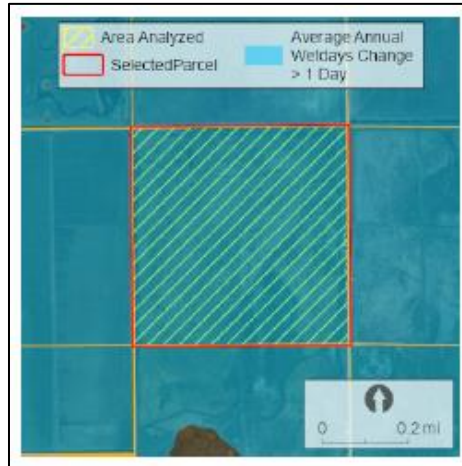 Area Analyzed
SelectedParcel
Average Annual
Weldays Change
> 1 Day
0 0.2 mi